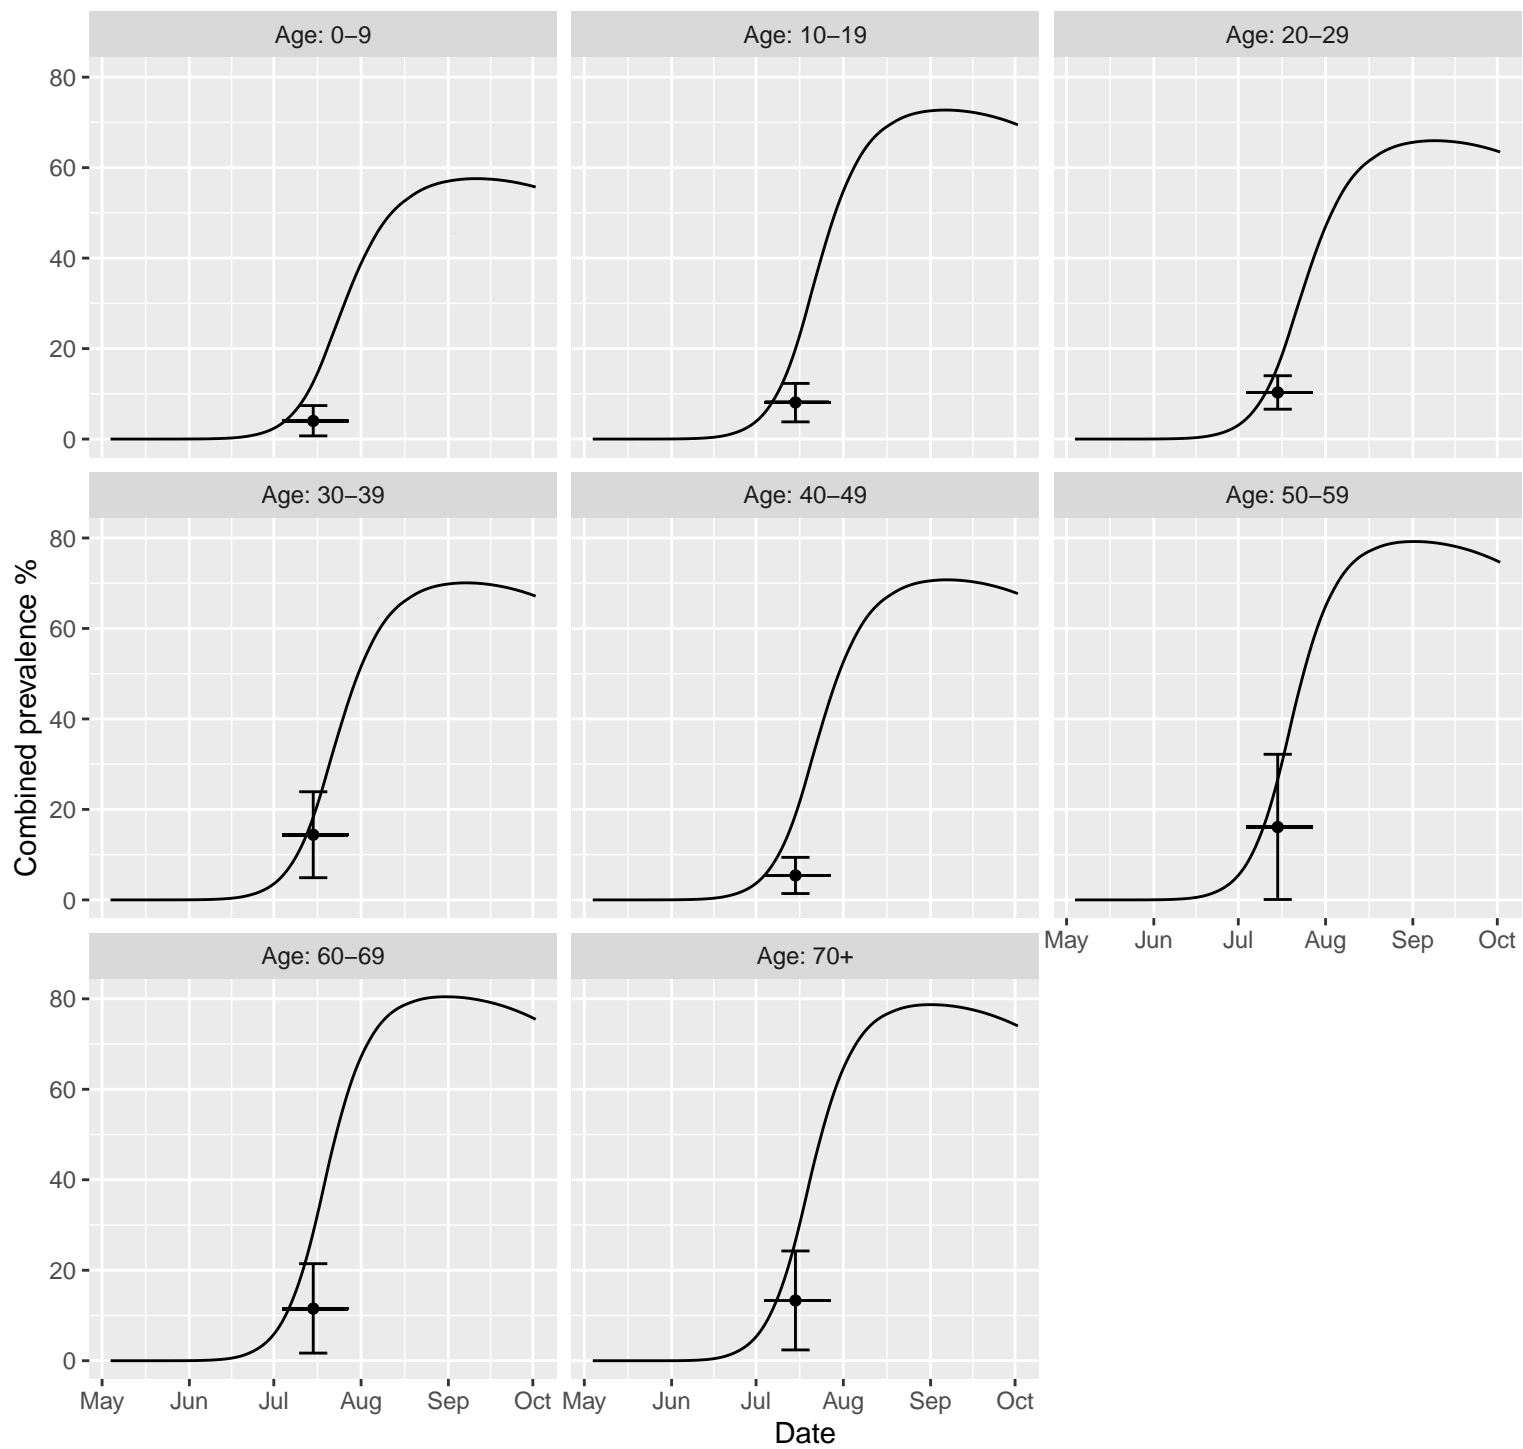 Age: 0–9
Age: 10–19
Age: 20–29
80
60
40
20
0
Age: 30–39
Age: 40–49
Age: 50–59
80
60
40
20
0
May Jun Jul Aug Sep Oct
Age: 60–69
Age: 70+
80
60
40
20
0
May Jun Jul Aug Sep Oct
May Jun Jul Aug Sep Oct
Date
Combined prevalence %